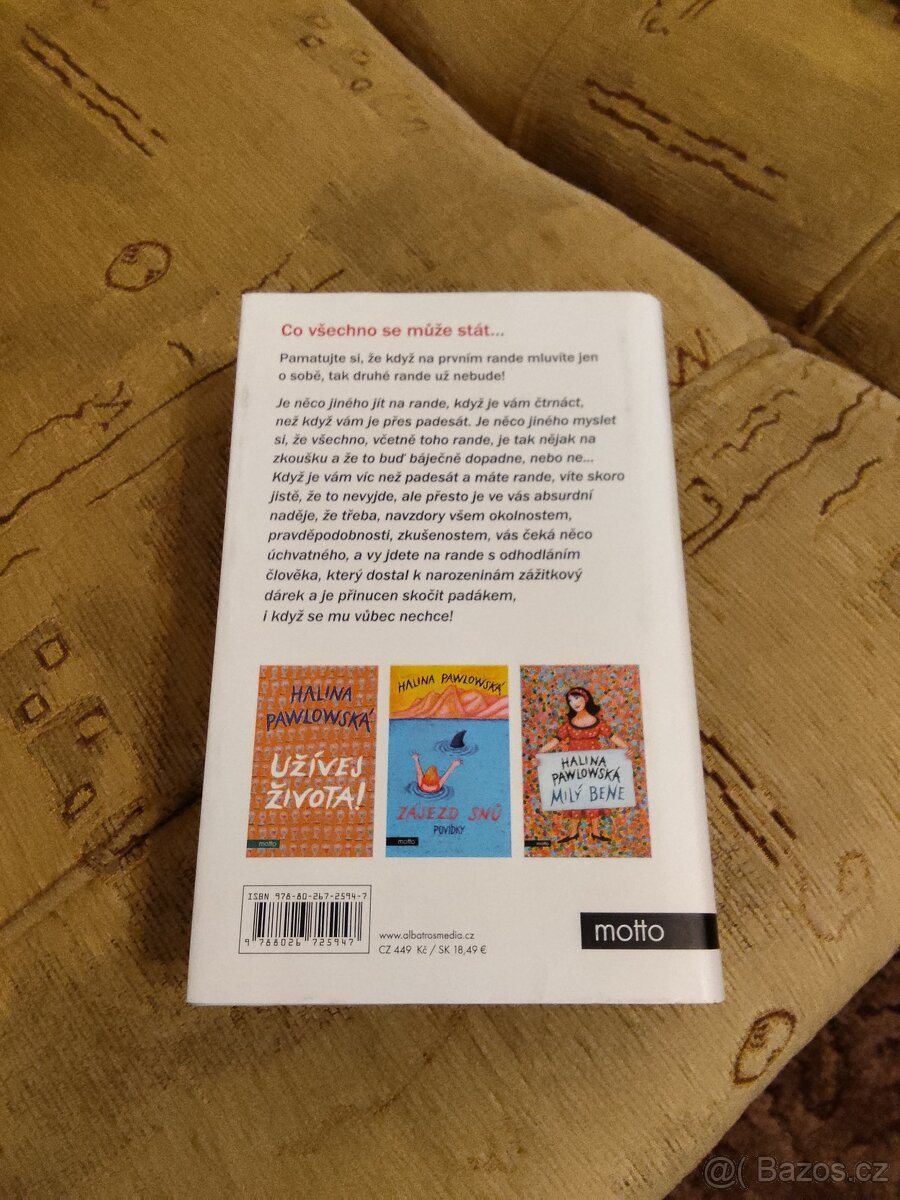 Co všechno se může stát...
Pamatujte si, že když na prvním rande mluvíte jen
o sobě, tak druhé rande už nebude!
Je něco jiného jít na rande, když je vám čtrnáct,
než když vám je přes padesát. Je něco jiného myslet
si, že všechno, včetně toho rande, je tak nějak na
zkoušku a že to buď báječně dopadne, nebo ne...
Když je vám víc než padesát a máte rande, víte skoro
jistě, že to nevyjde, ale přesto je ve vás absurdní
naděje, že třeba, navzdory všem okolnostem,
pravděpodobnosti, zkušenostem, vás čeká něco
úchvatného, a vy jdete na rande s odhodláním
člověka, který dostal k narozeninám zážitkový
dárek a je přinucen skočit padákem,
i když se mu vůbec nechce!
HALINA
PAWLOWSKÁ
UŽÍVEJ
ŽIVOTA!
motto
HALINA PAWLOWSKÁ
ZÁJEZD SNŮ
POVÍDKY
motto
HALINA
PAWLOWSKÁ
MILÝ BENE
motto
ISBN 978-80-267-2594-7
9 788026 725947
www.albatrosmedia.cz
CZ 449 Kč / SK 18,49 €
motto
@( Bazos.cz